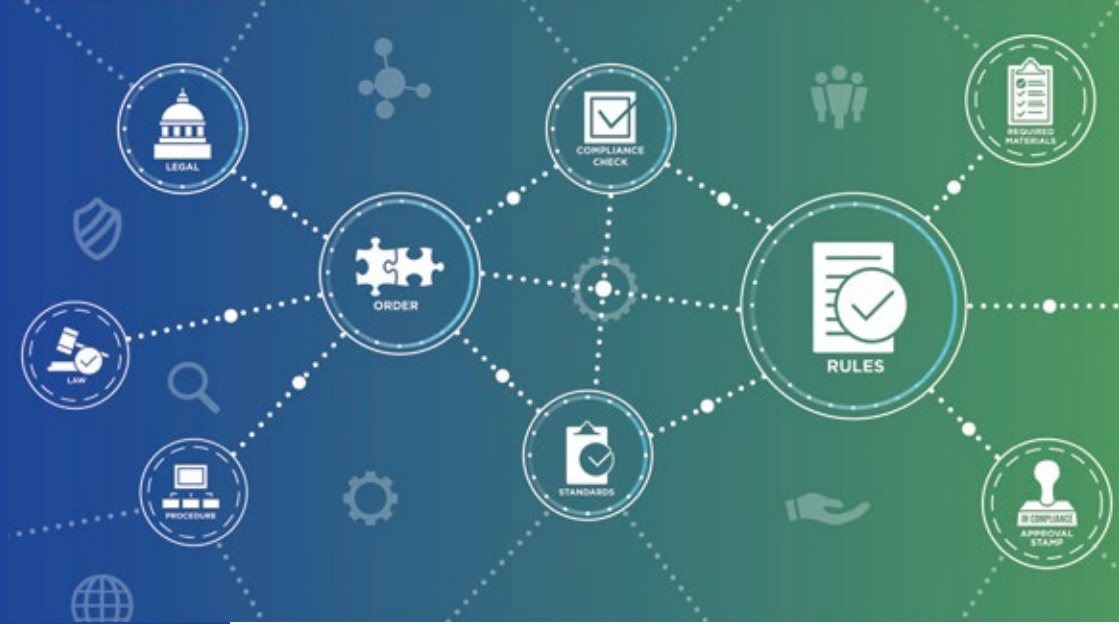 LEGAL
COMPLIANCE
CHECK
REQUIRED
MATERIALS
ORDER
RULES
LAW
PROCEDURE
STANDARDS
IN COMPLIANCE
APPROVAL
STAMP